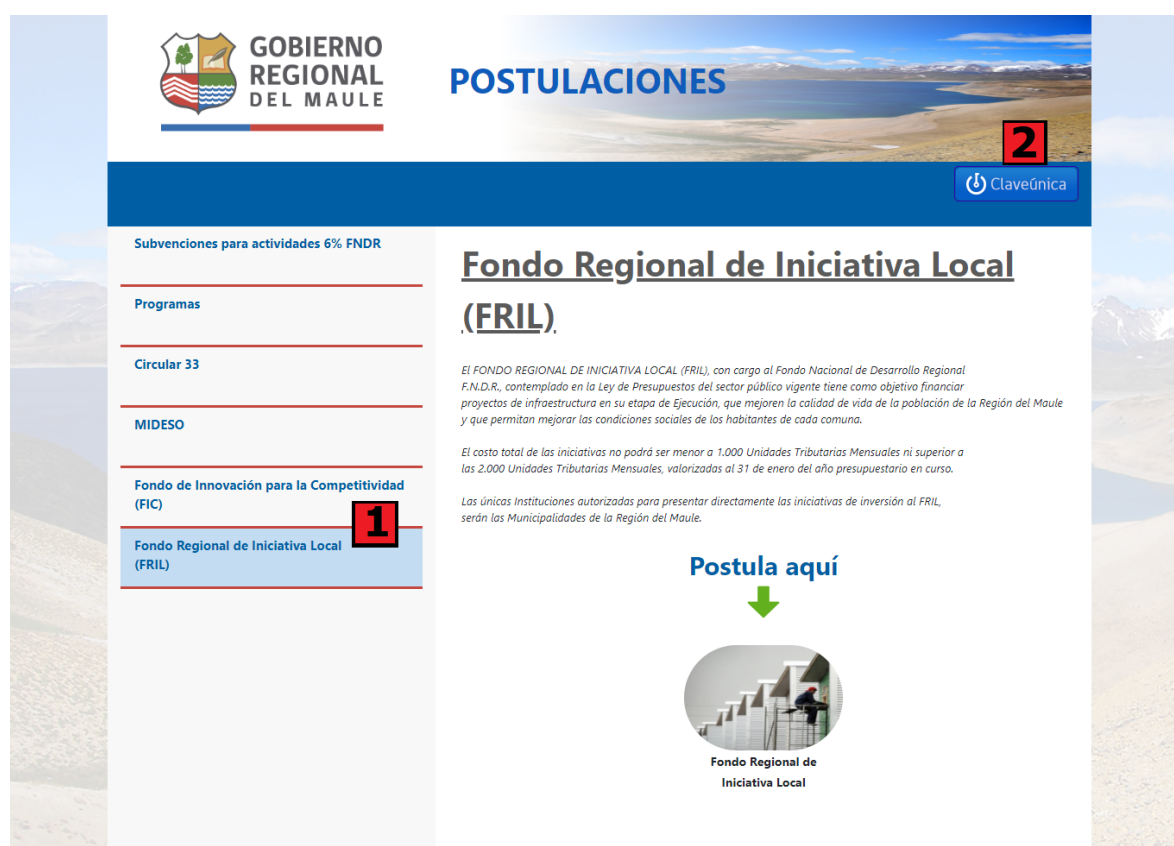 GOBIERNO
REGIONAL
DEL MAULE
POSTULACIONES
2
Claveúnica
Subvenciones para actividades 6% FNDR
Programas
Circular 33
MIDESO
Fondo de Innovación para la Competitividad
(FIC)
1
Fondo Regional de Iniciativa Local
(FRIL)
Fondo Regional de Iniciativa Local
(FRIL)
El FONDO REGIONAL DE INICIATIVA LOCAL (FRIL), con cargo al Fondo Nacional de Desarrollo Regional
F.N.D.R., contemplado en la Ley de Presupuestos del sector público vigente tiene como objetivo financiar
proyectos de infraestructura en su etapa de Ejecución, que mejoren la calidad de vida de la población de la Región del Maule
y que permitan mejorar las condiciones sociales de los habitantes de cada comuna.
El costo total de las iniciativas no podrá ser menor a 1.000 Unidades Tributarias Mensuales ni superior a
las 2.000 Unidades Tributarias Mensuales, valorizadas al 31 de enero del año presupuestario en curso.
Las únicas Instituciones autorizadas para presentar directamente las iniciativas de inversión al FRIL,
serán las Municipalidades de la Región del Maule.
Postula aquí
Fondo Regional de
Iniciativa Local